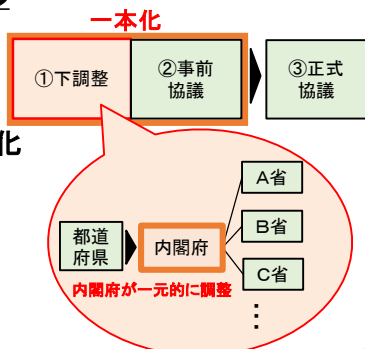 一本化
①下調整
②事前
協議
③正式
協議
化
A省
都道
府県
内閣府
B省
C省
内閣府が一元的に調整
⋮